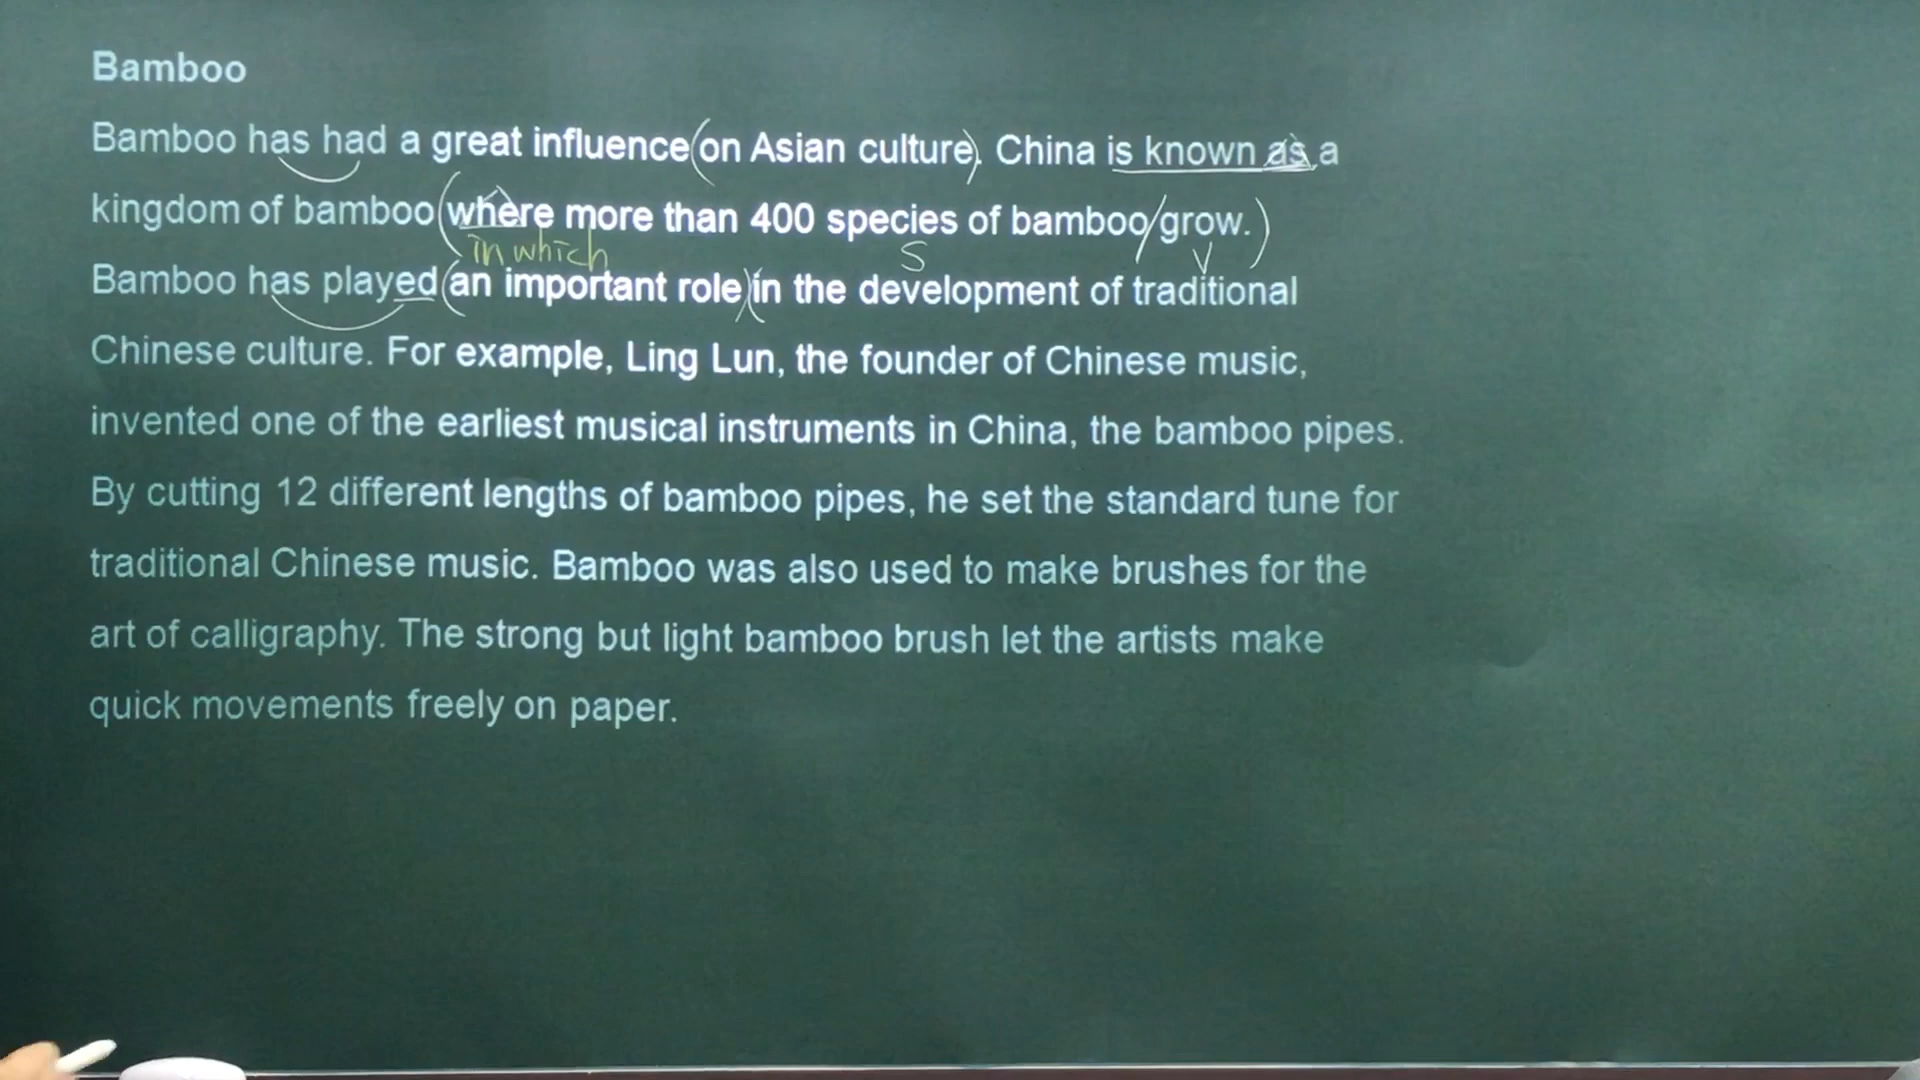 Bamboo
Bamboo has had a great influence (on Asian culture). China is known as a
kingdom of bamboo (where more than 400 species of bamboo / grow.)
in which S V
Bamboo has played (an important role) (in the development of traditional
Chinese culture. For example, Ling Lun, the founder of Chinese music,
invented one of the earliest musical instruments in China, the bamboo pipes.
By cutting 12 different lengths of bamboo pipes, he set the standard tune for
traditional Chinese music. Bamboo was also used to make brushes for the
art of calligraphy. The strong but light bamboo brush let the artists make
quick movements freely on paper.